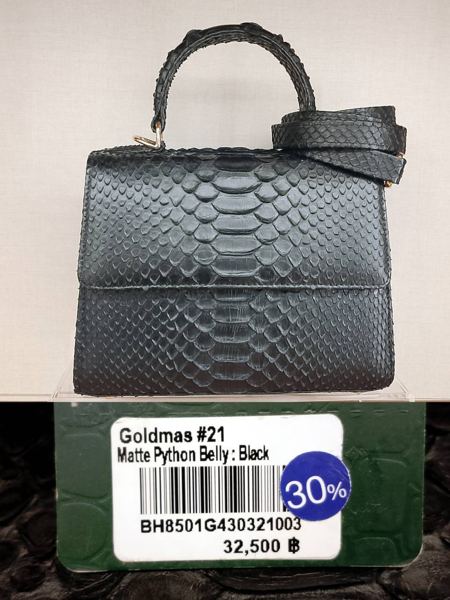 Goldmas #21
Matte Python Belly : Black
30%
BH8501G430321003
32,500 ฿